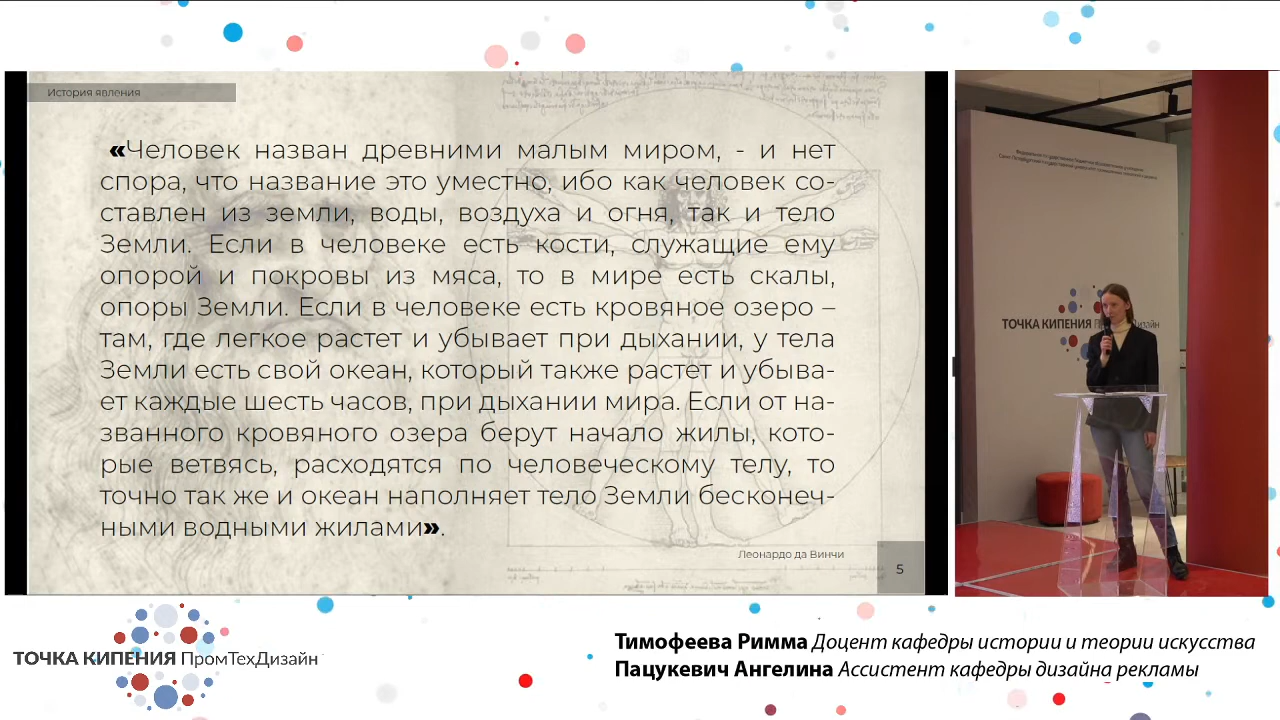 История явления
«Человек назван древними малым миром, - и нет
спора, что название это уместно, ибо как человек со-
ставлен из земли, воды, воздуха и огня, так и тело
Земли. Если в человеке есть кости, служащие ему
опорой и покровы из мяса, то в мире есть скалы,
опоры Земли. Если в человеке есть кровяное озеро –
там, где легкое растет и убывает при дыхании, у тела
Земли есть свой океан, который также растет и убыва-
ет каждые шесть часов, при дыхании мира. Если от на-
званного кровяного озера берут начало жилы, кото-
рые ветвясь, расходятся по человеческому телу, то
точно так же и океан наполняет тело Земли бесконеч-
ными водными жилами».
Леонардо да Винчи
5
ТОЧКА КИПЕНИЯ ПромТехДизайн
ТОЧКА КИПЕНИЯ ПромТехДизайн
Тимофеева Римма Доцент кафедры истории и теории искусства
Пацукевич Ангелина Ассистент кафедры дизайна рекламы